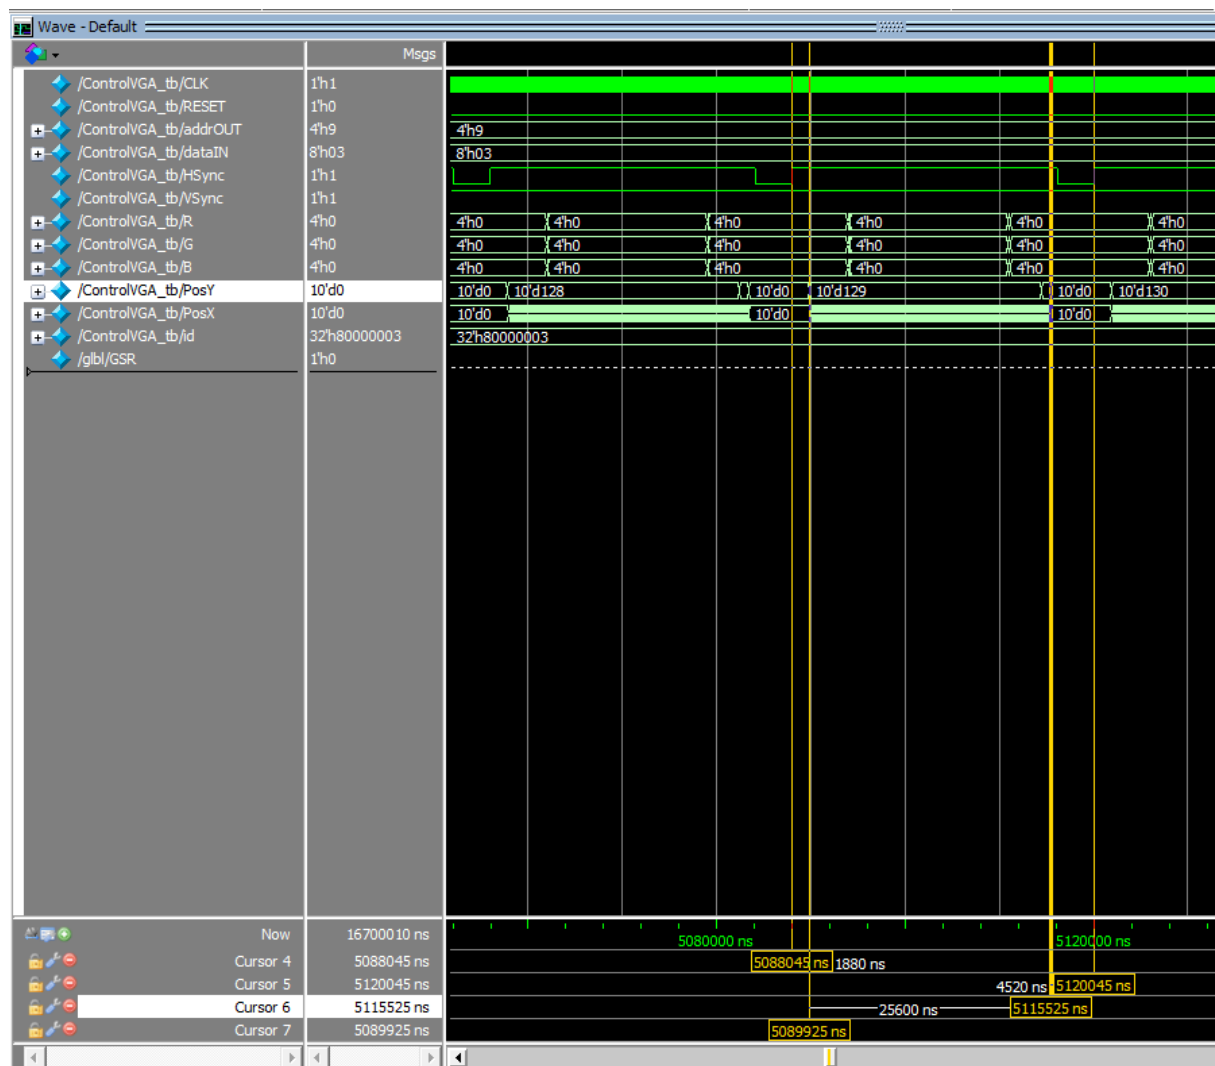 Wave - Default
Msgs
/ControlVGA_tb/CLK 1'h1
/ControlVGA_tb/RESET 1'h0
/ControlVGA_tb/addrOUT 4'h9 4'h9
/ControlVGA_tb/dataIN 8'h03 8'h03
/ControlVGA_tb/HSync 1'h1
/ControlVGA_tb/VSync 1'h1
/ControlVGA_tb/R 4'h0 4'h0 4'h0 4'h0 4'h0 4'h0 4'h0
/ControlVGA_tb/G 4'h0 4'h0 4'h0 4'h0 4'h0 4'h0 4'h0
/ControlVGA_tb/B 4'h0 4'h0 4'h0 4'h0 4'h0 4'h0 4'h0
/ControlVGA_tb/PosY 10'd0 10'd0 10'd128 10'd0 10'd129 10'd0 10'd130
/ControlVGA_tb/PosX 10'd0 10'd0 10'd0 10'd0
/ControlVGA_tb/id 32'h80000003 32'h80000003
/glbl/GSR 1'h0
Now 16700010 ns 5080000 ns 5120000 ns
Cursor 4 5088045 ns 5088045 ns 1880 ns
Cursor 5 5120045 ns 4520 ns 5120045 ns
Cursor 6 5115525 ns 25600 ns 5115525 ns
Cursor 7 5089925 ns 5089925 ns